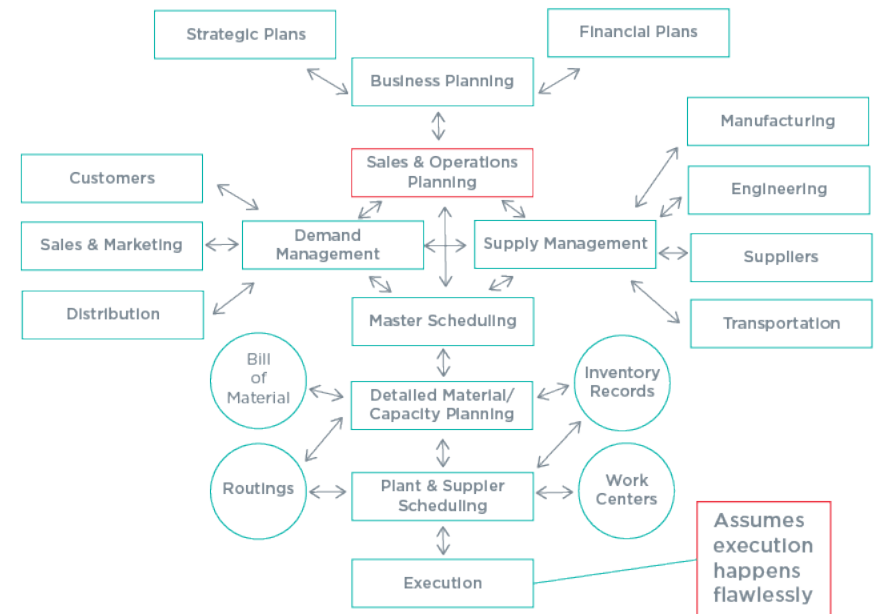 Strategic Plans
Financial Plans
Business Planning
Manufacturing
Sales & Operations
Planning
Customers
Engineering
Sales & Marketing
Demand
Management
Supply Management
Suppliers
Distribution
Master Scheduling
Transportation
Bill
of
Material
Detailed Material/
Capacity Planning
Inventory
Records
Routings
Plant & Suppler
Scheduling
Work
Centers
Execution
Assumes
execution
happens
flawlessly